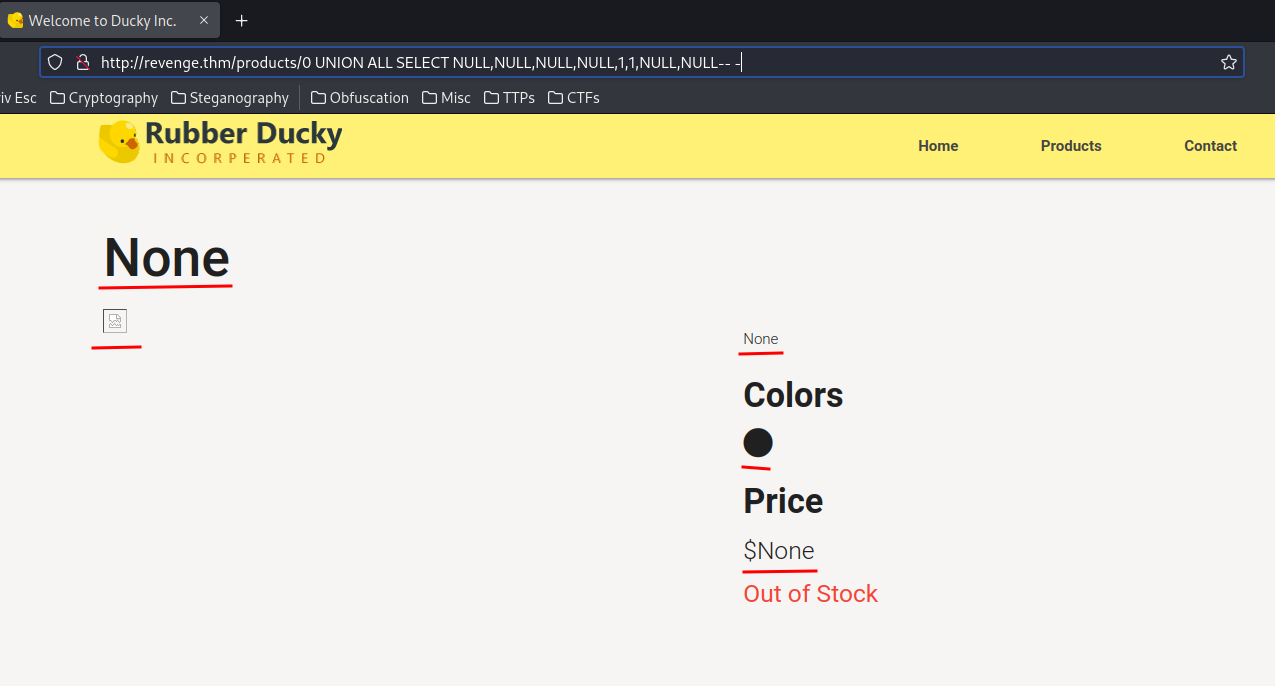 Welcome to Ducky Inc.
http://revenge.thm/products/0 UNION ALL SELECT NULL,NULL,NULL,NULL,1,1,NULL,NULL-- -
iv Esc Cryptography Steganography Obfuscation Misc TTPs CTFs
Rubber Ducky
INCORPERATED
Home Products Contact
None
None
Colors
Price
$None
Out of Stock